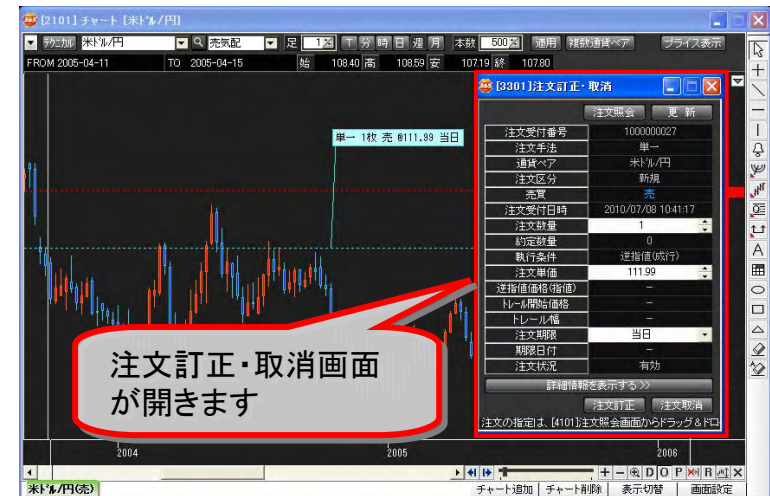 [2101] チャート [米ドル/円]
テクニカル 米ドル/円 売気配 足 1 T 分 時 日 週 月 本数 500 適用 複数通貨ペア プライス表示
FROM 2005-04-11 TO 2005-04-15 始 108.40 高 108.59 安 107.19 終 107.80
単一 1枚 売 @111.99 当日
[3301]注文訂正・取消
注文照会 更 新
注文受付番号 1000000027
注文手法 単一
通貨ペア 米ドル/円
注文区分 新規
売買 売
注文受付日時 2010/07/08 10:41:17
注文数量 1
約定数量 0
執行条件 逆指値(成行)
注文単価 111.99
逆指値価格(指値) -
トレール開始価格 -
トレール幅 -
注文期限 当日
期限日付 -
注文状況 有効
詳細情報を表示する>>
注文訂正 注文取消
注文の指定は、[4101]注文照会画面からドラッグ&ドロ
注文訂正・取消画面
が開きます
2004 2005 2006
D O P R
米ドル/円(売) チャート追加 チャート削除 表示切替 画面設定